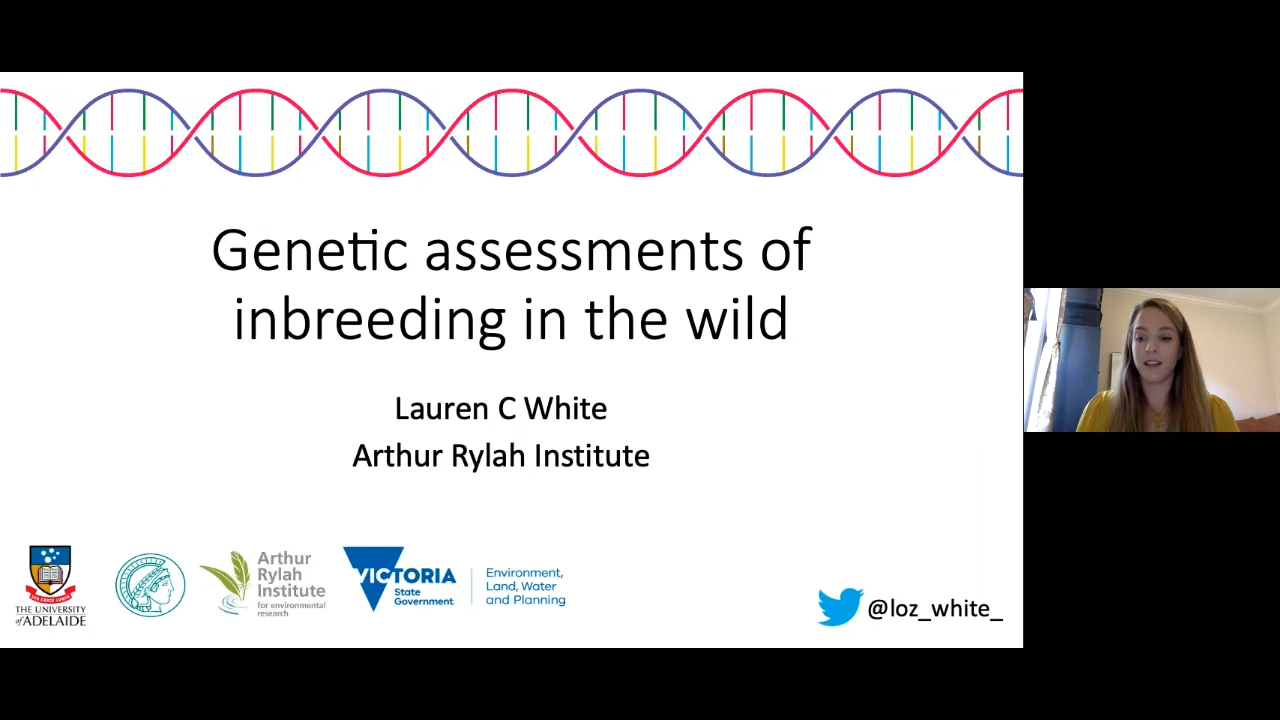 Genetic assessments of
inbreeding in the wild
Lauren C White
Arthur Rylah Institute
THE UNIVERSITY
of ADELAIDE
Arthur
Rylah
Institute
for environmental
research
VICTORIA
State
Government
Environment,
Land, Water
and Planning
@loz_white_